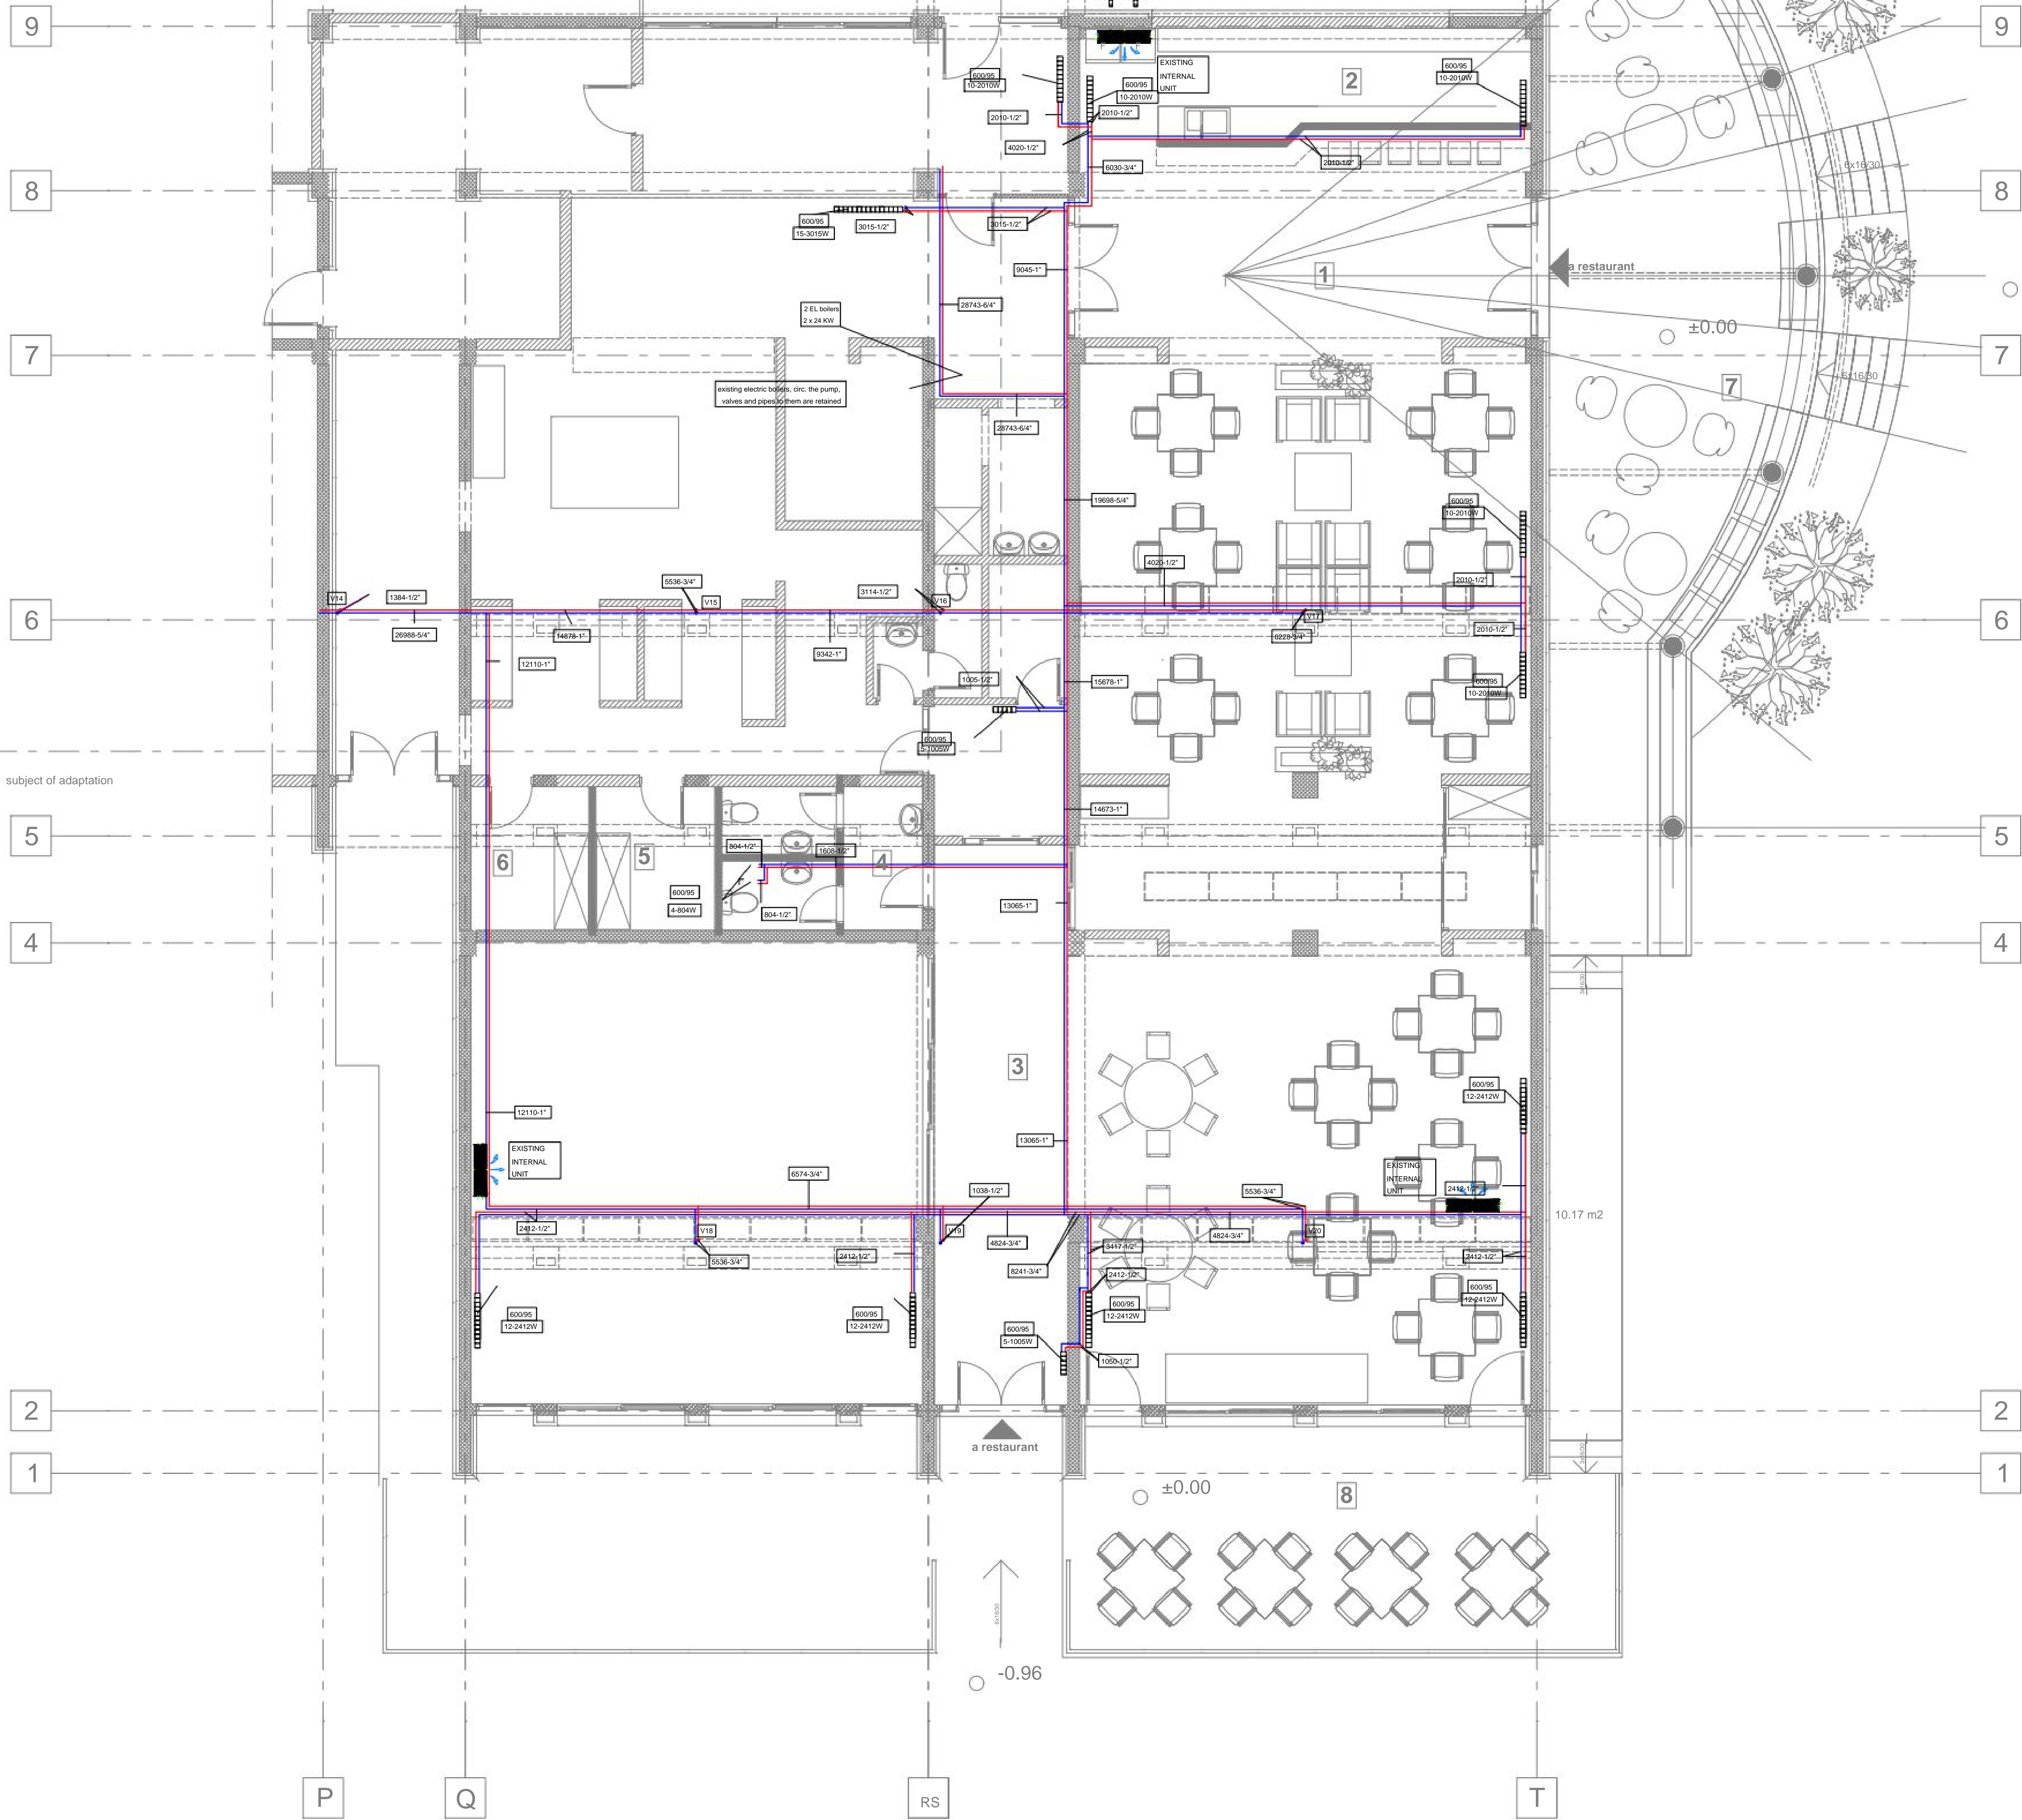 9
9
EXISTING
INTERNAL
UNIT
2
600/95
10-2010W
600/95
10-2010W
600/95
10-2010W
2010-1/2"
2010-1/2"
4020-1/2"
2010-1/2"
6030-3/4"
6x16/30
8
8
600/95
15-3015W
3015-1/2"
3015-1/2"
9045-1"
1
a restaurant
28743-6/4"
2 EL boilers
2 x 24 KW
±0.00
7
7
6x16/30
7
existing electric boilers, circ. the pump,
valves and pipes to them are retained
28743-6/4"
19698-5/4"
600/95
10-2010W
4020-1/2"
2010-1/2"
V14
1384-1/2"
5536-3/4"
V15
3114-1/2"
V16
V17
6
6
26988-5/4"
14878-1"
9342-1"
6228-3/4"
2010-1/2"
12110-1"
1005-1/2"
15678-1"
600/95
10-2010W
600/95
5-1005W
subject of adaptation
14673-1"
5
5
804-1/2"
1608-1/2"
6
5
4
600/95
4-804W
804-1/2"
13065-1"
4
4
3x16/30
3
600/95
12-2412W
12110-1"
13065-1"
EXISTING
INTERNAL
UNIT
EXISTING
INTERNAL
UNIT
6574-3/4"
1038-1/2"
5536-3/4"
2412-1/2"
10.17 m2
2412-1/2"
V18
V19
4824-3/4"
4824-3/4"
V20
5536-3/4"
2412-1/2"
3417-1/2"
2412-1/2"
8241-3/4"
2412-1/2"
600/95
12-2412W
600/95
12-2412W
600/95
12-2412W
600/95
12-2412W
600/95
5-1005W
1050-1/2"
2
2
a restaurant
3x16/30
1
1
±0.00
8
6x16/30
-0.96
P
Q
RS
T